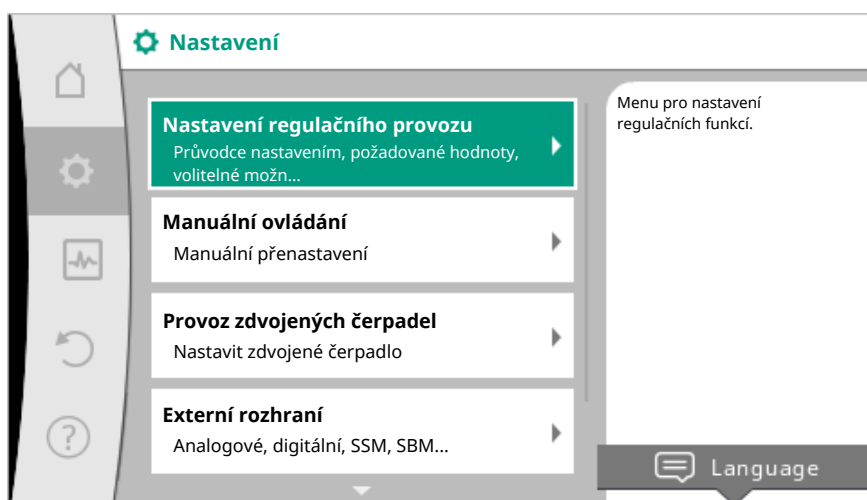 Nastavení
Nastavení regulačního provozu
Průvodce nastavením, požadované hodnoty,
volitelné možn...
Manuální ovládání
Manuální přenastavení
Provoz zdvojených čerpadel
Nastavit zdvojené čerpadlo
Externí rozhraní
Analogové, digitální, SSM, SBM...
Menu pro nastavení
regulačních funkcí.
Language